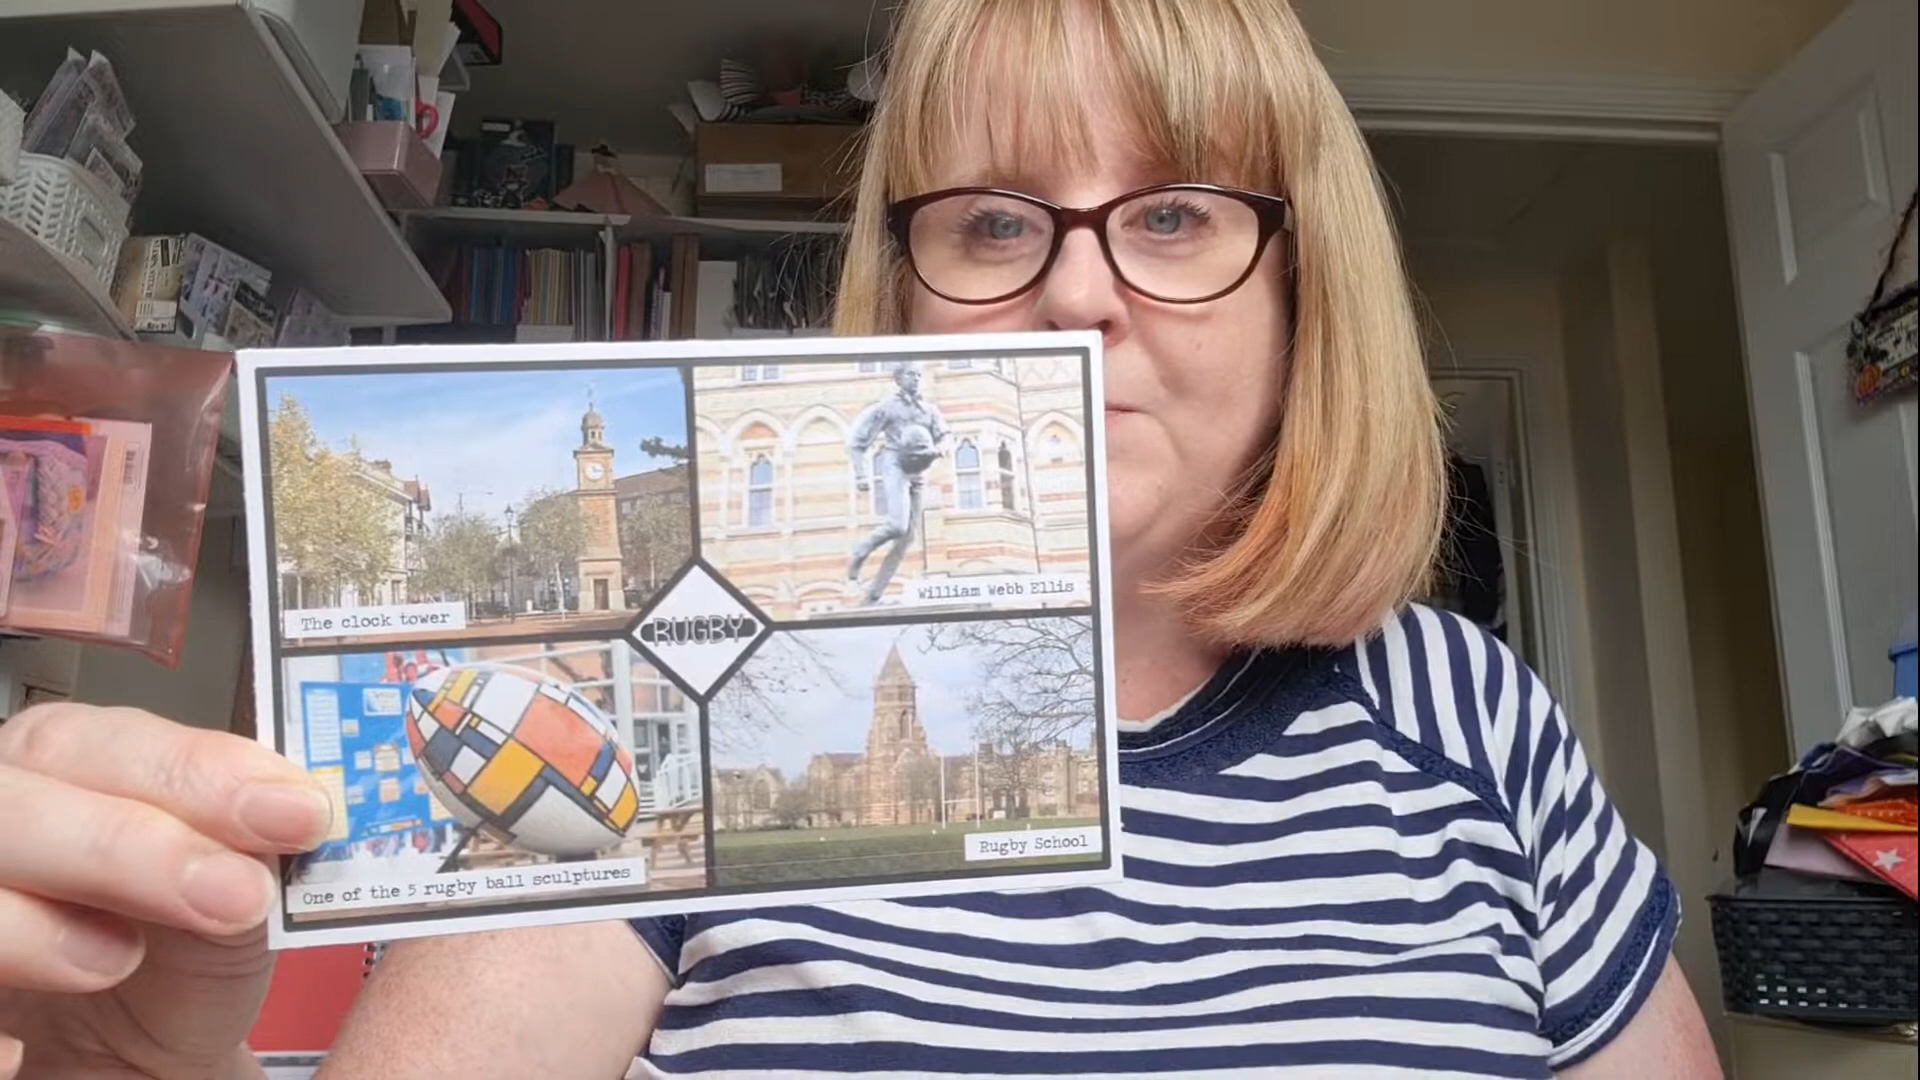 The clock tower
William Webb Ellis
RUGBY
One of the 5 rugby ball sculptures
Rugby School